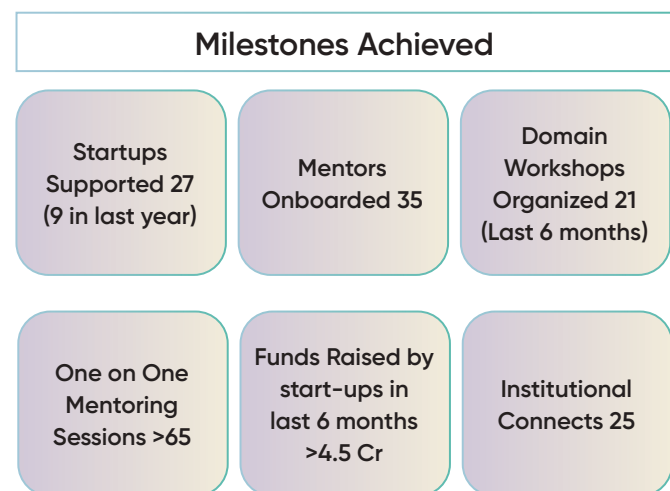 Milestones Achieved
Startups
Supported 27
(9 in last year)
Mentors
Onboarded 35
Domain
Workshops
Organized 21
(Last 6 months)
One on One
Mentoring
Sessions >65
Funds Raised by
start-ups in
last 6 months
>4.5 Cr
Institutional
Connects 25